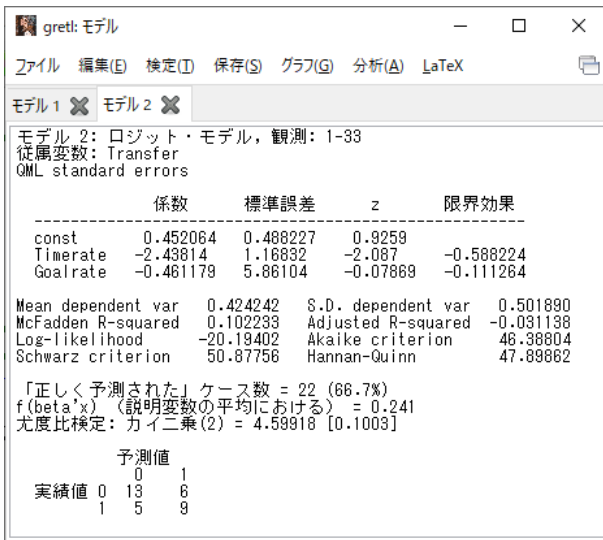 gretl: モデル
ファイル 編集(E) 検定(T) 保存(S) グラフ(G) 分析(A) LaTeX
モデル 1 モデル 2
モデル 2: ロジット・モデル, 観測: 1-33
従属変数: Transfer
QML standard errors
係数 標準誤差 z 限界効果
const 0.452064 0.488227 0.9259
Timerate -2.43814 1.16832 -2.087 -0.588224
Goalrate -0.461179 5.86104 -0.07869 -0.111264
Mean dependent var 0.424242 S.D. dependent var 0.501890
McFadden R-squared 0.102233 Adjusted R-squared -0.031138
Log-likelihood -20.19402 Akaike criterion 46.38804
Schwarz criterion 50.87756 Hannan-Quinn 47.89862
「正しく予測された」ケース数 = 22 (66.7%)
f(beta'x) (説明変数の平均における) = 0.241
尤度比検定: カイ二乗(2) = 4.59918 [0.1003]
予測値
0 1
実績値 0 13 6
1 5 9